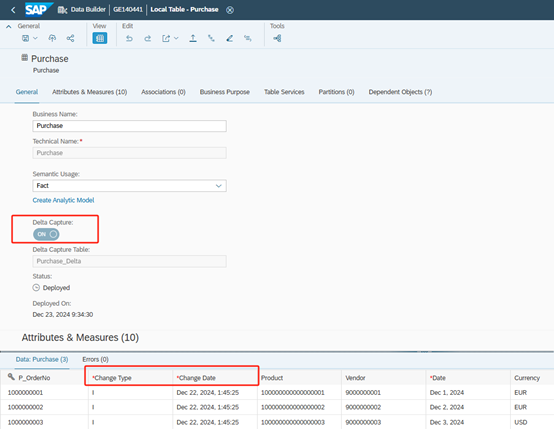 SAP Data Builder GE140441 Local Table - Purchase
General View Edit Tools
Purchase
Purchase
General Attributes & Measures (10) Associations (0) Business Purpose Table Services Partitions (0) Dependent Objects (?)
Business Name:
Purchase
Technical Name:*
Purchase
Semantic Usage:
Fact
Create Analytic Model
Delta Capture:
ON
Delta Capture Table:
Purchase_Delta
Status:
Deployed
Deployed On:
Dec 23, 2024 9:34:30
Attributes & Measures (10)
Data: Purchase (3) Errors (0)
P_OrderNo *Change Type *Change Date Product Vendor *Date Currency
1000000001 I Dec 22, 2024, 1:45:25 100000000000000001 9000000001 Dec 1, 2024 EUR
1000000002 I Dec 22, 2024, 1:45:25 100000000000000001 9000000002 Dec 2, 2024 EUR
1000000003 I Dec 22, 2024, 1:45:25 100000000000000001 9000000001 Dec 3, 2024 USD